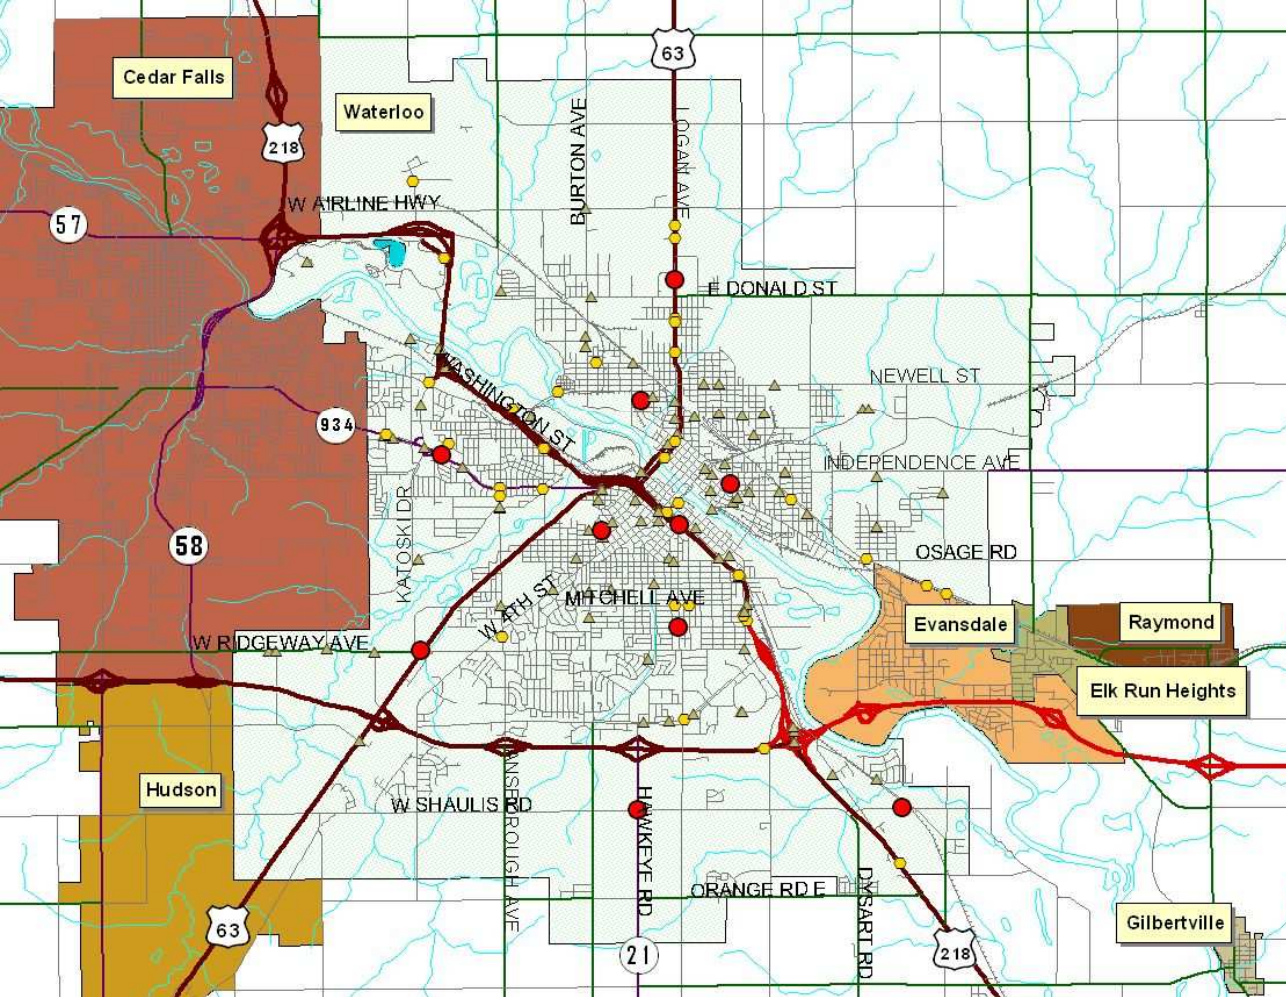 63
Cedar Falls
Waterloo
218
BURTON AVE
LOGAN AVE
W AIRLINE HWY
57
E DONALD ST
WASHINGTON ST
NEWELL ST
934
INDEPENDENCE AVE
KATOSKI DR
58
OSAGE RD
W 4TH ST
MITCHELL AVE
Evansdale
Raymond
W RIDGEWAY AVE
Elk Run Heights
Hudson
W SHAULIS RD
ANSBOROUGH AVE
HAWKEYE RD
ORANGE RD E
DYSART RD
63
21
218
Gilbertville